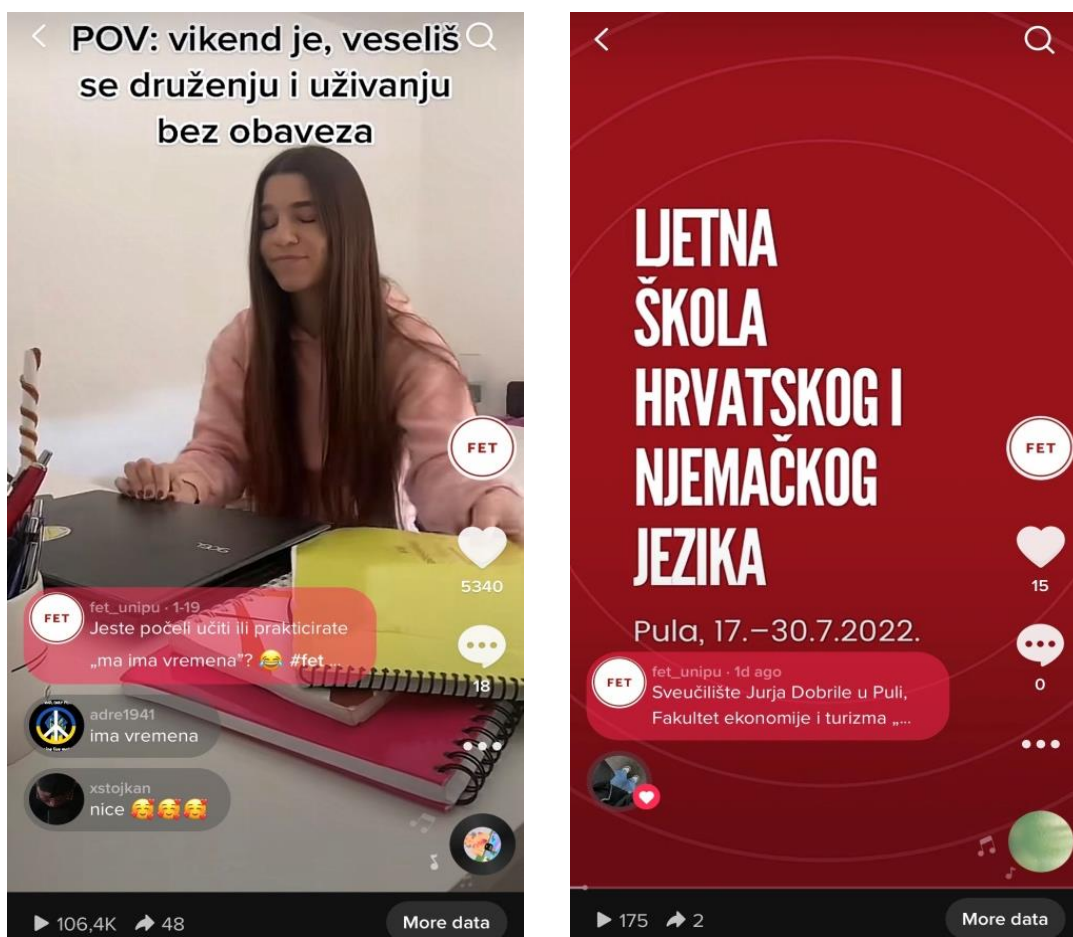 POV: vikend je, veseliš
se druženju i uživanju
bez obaveza
acer
FET
5340
FET
fet_unipu · 1-19
Jeste počeli učiti ili prakticirate
„ma ima vremena”? 😂 #fet ...
18
adre1941
ima vremena
xstojkan
nice 🥰🥰🥰
106,4K 48
More data
LJETNA
ŠKOLA
HRVATSKOG I
NJEMAČKOG
JEZIKA
Pula, 17.–30.7.2022.
FET
15
FET
fet_unipu · 1d ago
Sveučilište Jurja Dobrile u Puli,
Fakultet ekonomije i turizma „...
0
175 2
More data